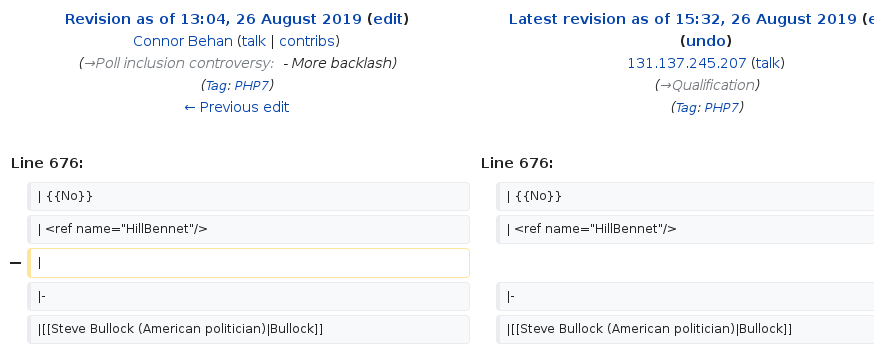 Revision as of 13:04, 26 August 2019 (edit)
Connor Behan (talk | contribs)
(→Poll inclusion controversy: - More backlash)
(Tag: PHP7)
← Previous edit
Latest revision as of 15:32, 26 August 2019 (e
(undo)
131.137.245.207 (talk)
(→Qualification)
(Tag: PHP7)
Line 676:
Line 676:
| {{No}}
| {{No}}
| <ref name="HillBennet"/>
| <ref name="HillBennet"/>
− |
|-
|-
|[[Steve Bullock (American politician)|Bullock]]
|[[Steve Bullock (American politician)|Bullock]]